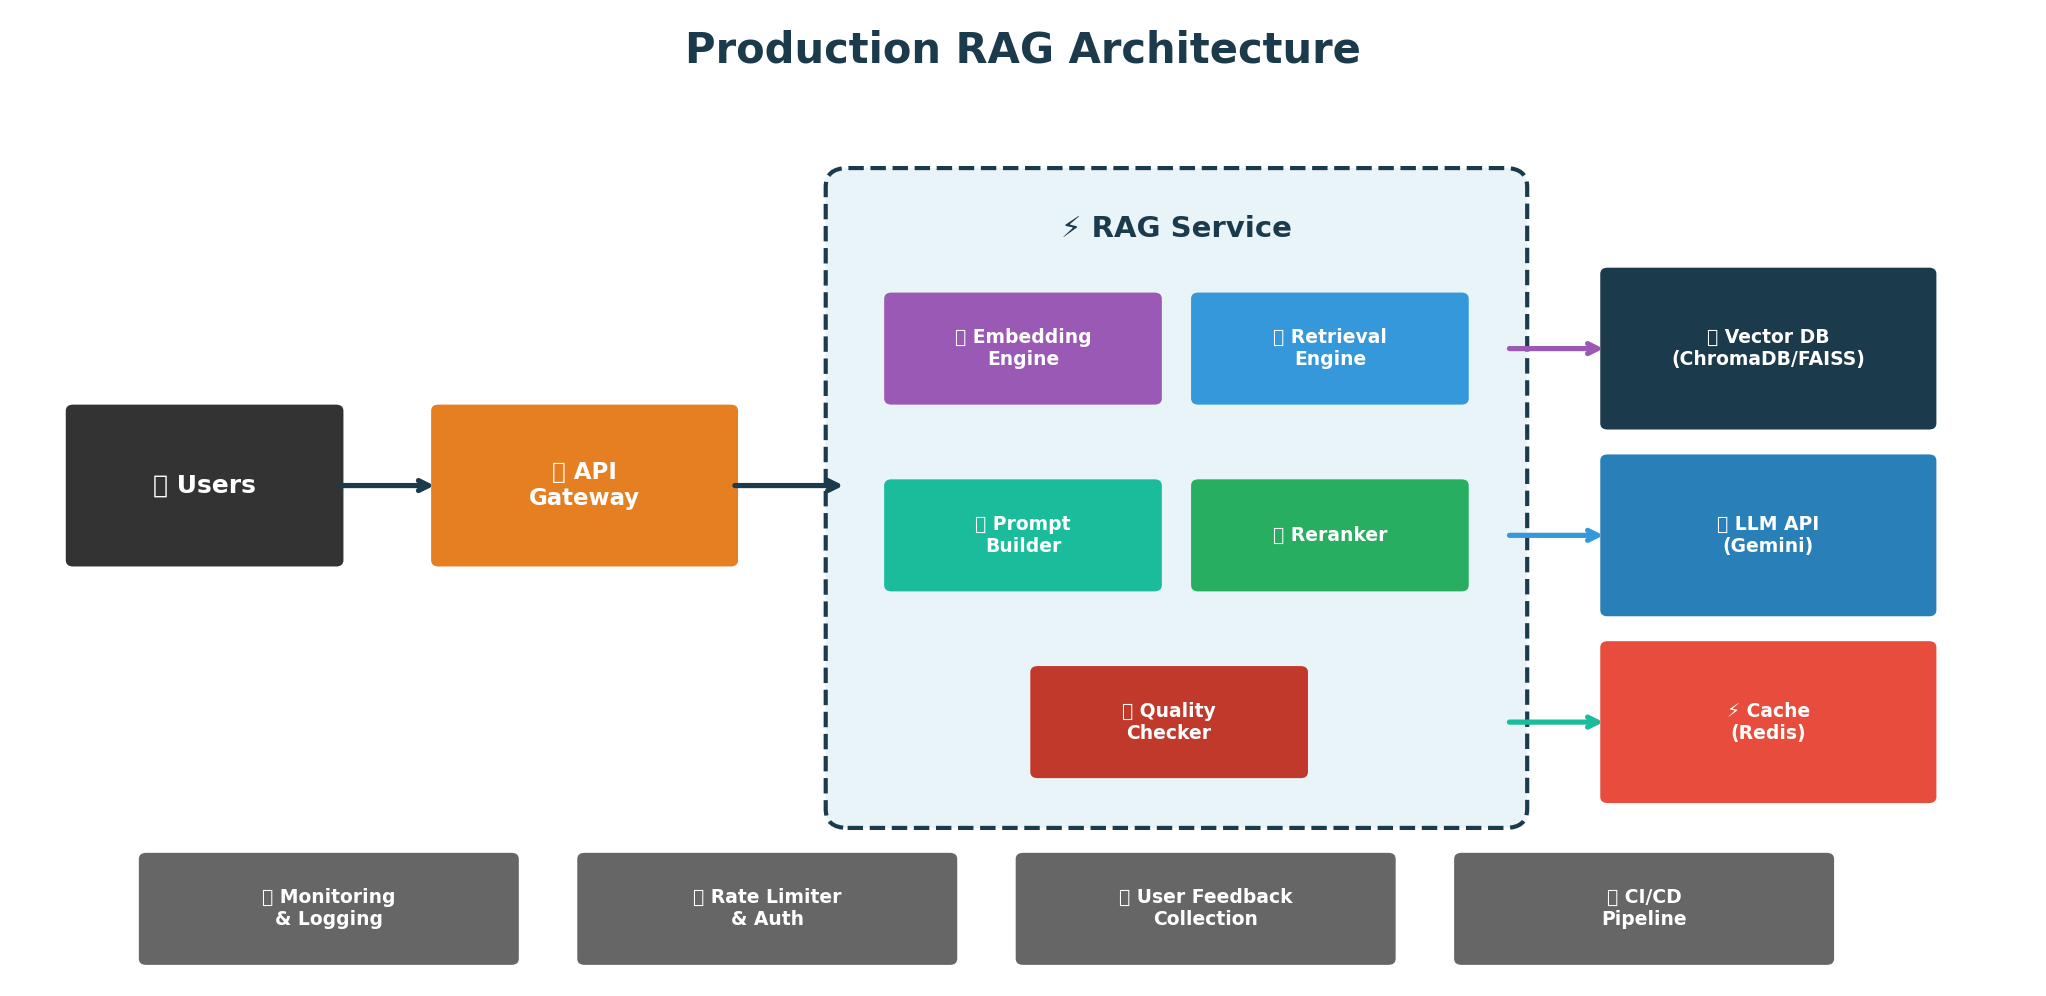 Production RAG Architecture
⚡ RAG Service
Embedding
Engine
Retrieval
Engine
Vector DB
(ChromaDB/FAISS)
Users
API
Gateway
Prompt
Builder
Reranker
LLM API
(Gemini)
Quality
Checker
⚡ Cache
(Redis)
Monitoring
& Logging
Rate Limiter
& Auth
User Feedback
Collection
CI/CD
Pipeline